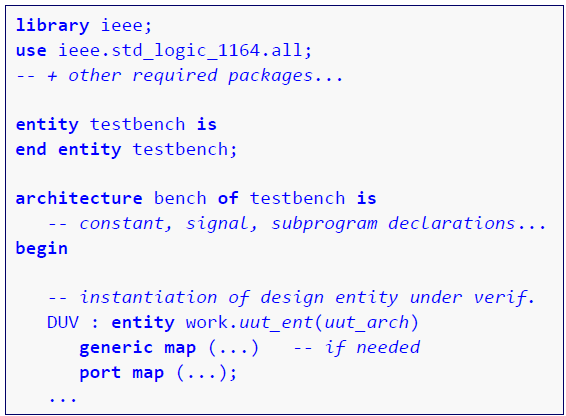 library ieee;
use ieee.std_logic_1164.all;
-- + other required packages...
entity testbench is
end entity testbench;
architecture bench of testbench is
-- constant, signal, subprogram declarations...
begin
-- instantiation of design entity under verif.
DUV : entity work.uut_ent(uut_arch)
generic map (...)   -- if needed
port map (...);
...